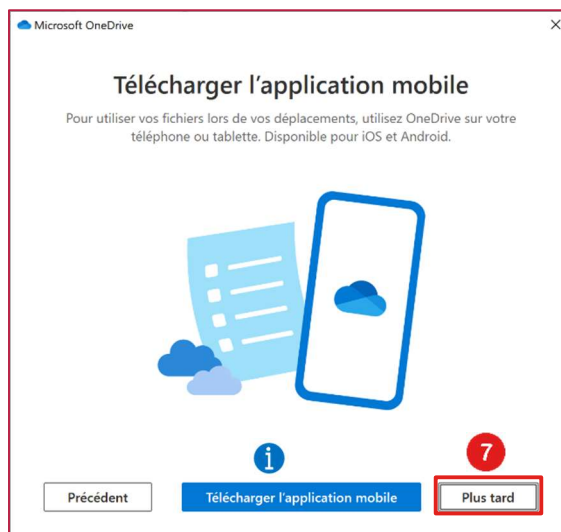 Microsoft OneDrive
Télécharger l'application mobile
Pour utiliser vos fichiers lors de vos déplacements, utilisez OneDrive sur votre
téléphone ou tablette. Disponible pour iOS et Android.
i
7
Précédent
Télécharger l'application mobile
Plus tard